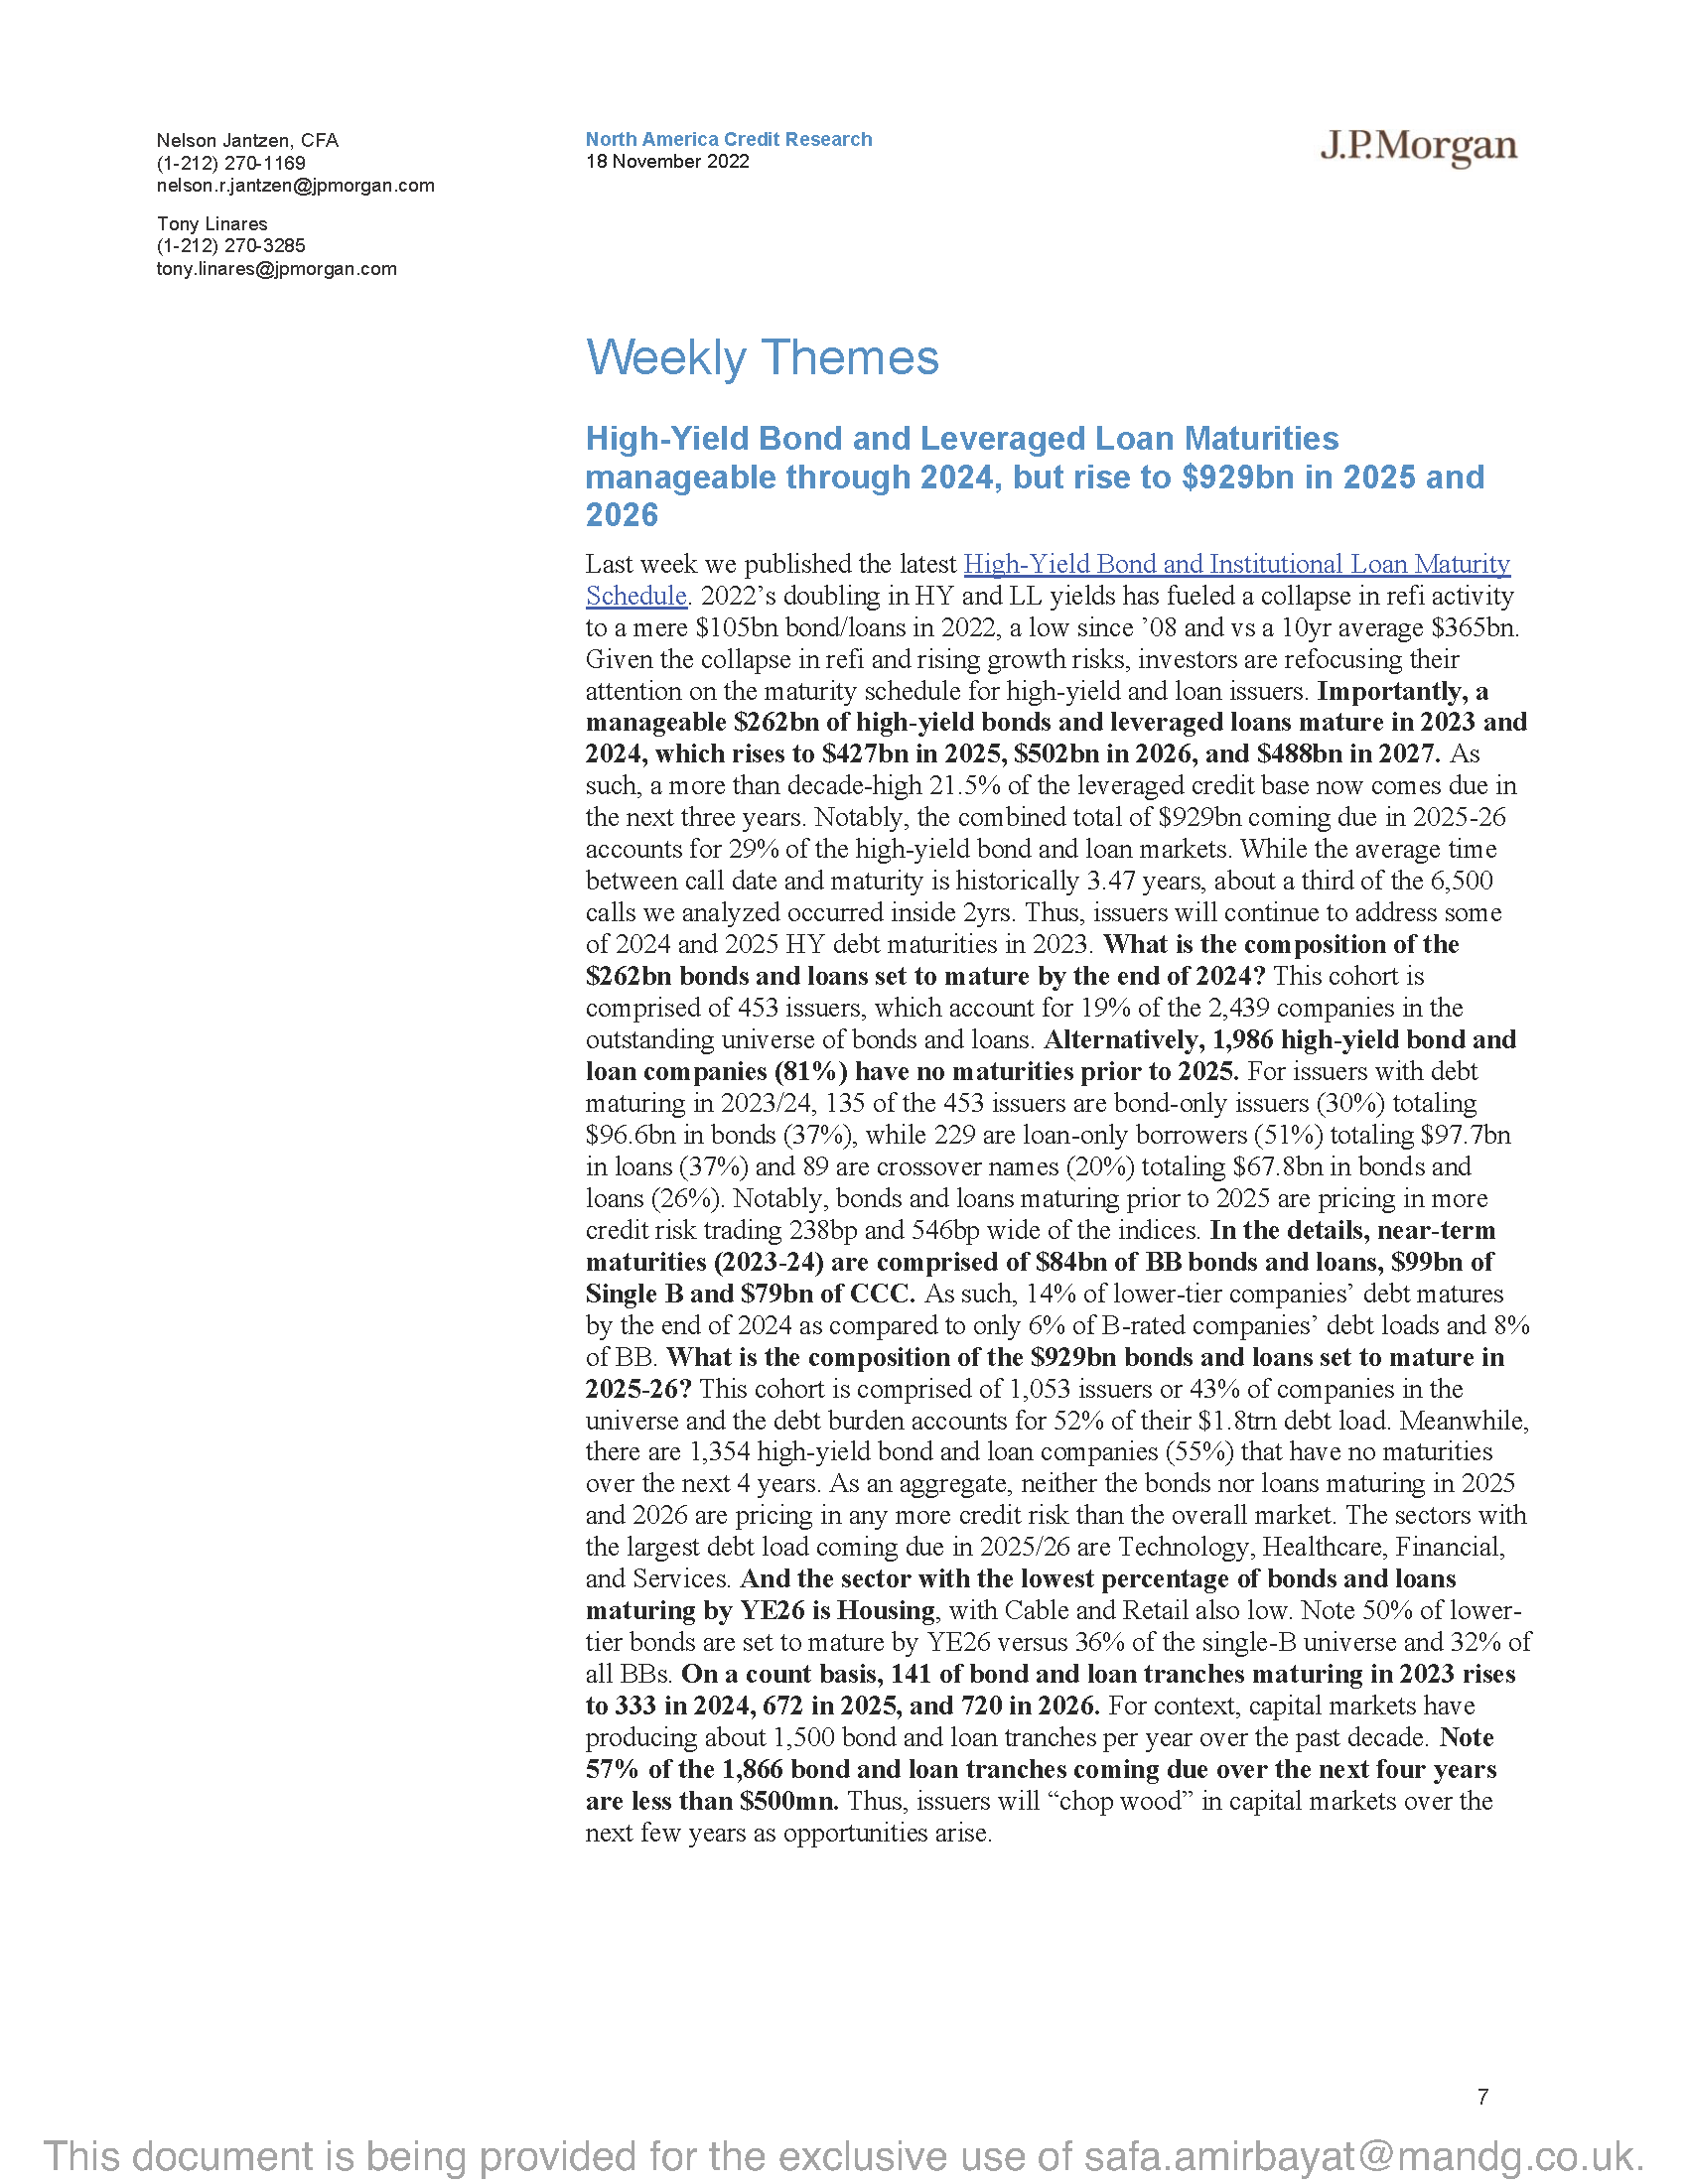 Nelson Jantzen, CFA
(1-212) 270-1169
nelson.r.jantzen@jpmorgan.com
Tony Linares
(1-212) 270-3285
tony.linares@jpmorgan.com
North America Credit Research
18 November 2022
J.P.Morgan
Weekly Themes
High-Yield Bond and Leveraged Loan Maturities
manageable through 2024, but rise to $929bn in 2025 and
2026
Last week we published the latest High-Yield Bond and Institutional Loan Maturity
Schedule. 2022’s doubling in HY and LL yields has fueled a collapse in refi activity
to a mere $105bn bond/loans in 2022, a low since ’08 and vs a 10yr average $365bn.
Given the collapse in refi and rising growth risks, investors are refocusing their
attention on the maturity schedule for high-yield and loan issuers. Importantly, a
manageable $262bn of high-yield bonds and leveraged loans mature in 2023 and
2024, which rises to $427bn in 2025, $502bn in 2026, and $488bn in 2027. As
such, a more than decade-high 21.5% of the leveraged credit base now comes due in
the next three years. Notably, the combined total of $929bn coming due in 2025-26
accounts for 29% of the high-yield bond and loan markets. While the average time
between call date and maturity is historically 3.47 years, about a third of the 6,500
calls we analyzed occurred inside 2yrs. Thus, issuers will continue to address some
of 2024 and 2025 HY debt maturities in 2023. What is the composition of the
$262bn bonds and loans set to mature by the end of 2024? This cohort is
comprised of 453 issuers, which account for 19% of the 2,439 companies in the
outstanding universe of bonds and loans. Alternatively, 1,986 high-yield bond and
loan companies (81%) have no maturities prior to 2025. For issuers with debt
maturing in 2023/24, 135 of the 453 issuers are bond-only issuers (30%) totaling
$96.6bn in bonds (37%), while 229 are loan-only borrowers (51%) totaling $97.7bn
in loans (37%) and 89 are crossover names (20%) totaling $67.8bn in bonds and
loans (26%). Notably, bonds and loans maturing prior to 2025 are pricing in more
credit risk trading 238bp and 546bp wide of the indices. In the details, near-term
maturities (2023-24) are comprised of $84bn of BB bonds and loans, $99bn of
Single B and $79bn of CCC. As such, 14% of lower-tier companies’ debt matures
by the end of 2024 as compared to only 6% of B-rated companies’ debt loads and 8%
of BB. What is the composition of the $929bn bonds and loans set to mature in
2025-26? This cohort is comprised of 1,053 issuers or 43% of companies in the
universe and the debt burden accounts for 52% of their $1.8trn debt load. Meanwhile,
there are 1,354 high-yield bond and loan companies (55%) that have no maturities
over the next 4 years. As an aggregate, neither the bonds nor loans maturing in 2025
and 2026 are pricing in any more credit risk than the overall market. The sectors with
the largest debt load coming due in 2025/26 are Technology, Healthcare, Financial,
and Services. And the sector with the lowest percentage of bonds and loans
maturing by YE26 is Housing, with Cable and Retail also low. Note 50% of lower-
tier bonds are set to mature by YE26 versus 36% of the single-B universe and 32% of
all BBs. On a count basis, 141 of bond and loan tranches maturing in 2023 rises
to 333 in 2024, 672 in 2025, and 720 in 2026. For context, capital markets have
producing about 1,500 bond and loan tranches per year over the past decade. Note
57% of the 1,866 bond and loan tranches coming due over the next four years
are less than $500mn. Thus, issuers will “chop wood” in capital markets over the
next few years as opportunities arise.
7
This document is being provided for the exclusive use of safa.amirbayat@mandg.co.uk.